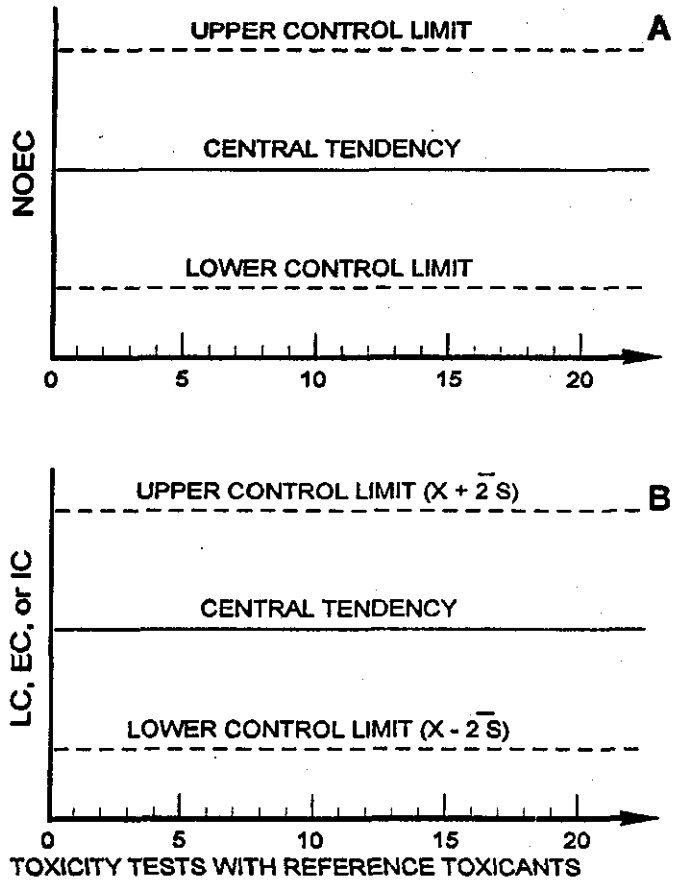 UPPER CONTROL LIMIT
A
CENTRAL TENDENCY
NOEC
LOWER CONTROL LIMIT
0 5 10 15 20
UPPER CONTROL LIMIT (X + 2̅ S)
B
CENTRAL TENDENCY
LC, EC, or IC
LOWER CONTROL LIMIT (X - 2 S̅)
0 5 10 15 20
TOXICITY TESTS WITH REFERENCE TOXICANTS